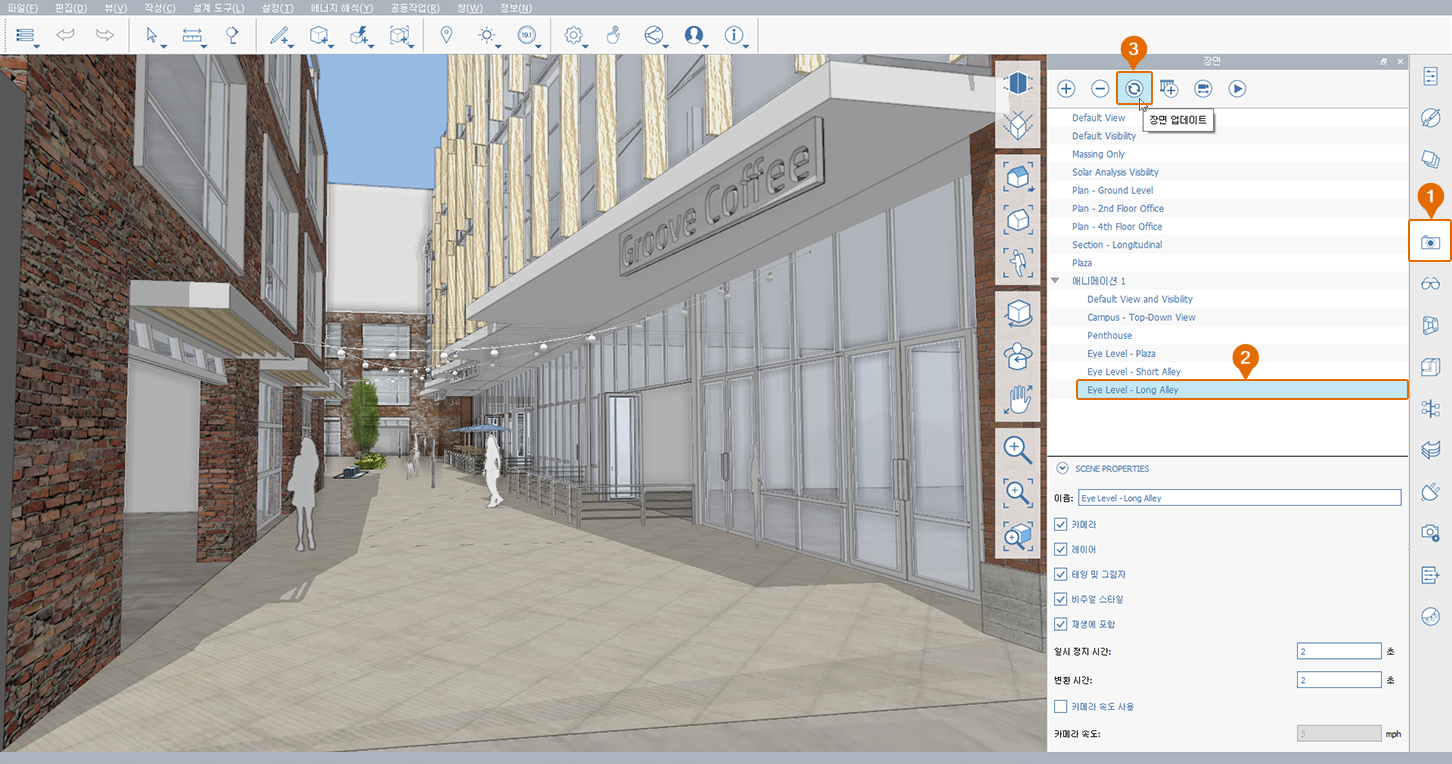 파일(F) 편집(D) 뷰(V) 작성(C) 설계 도구(L) 설정(T) 에너지 해석(Y) 공동작업(R) 창(W) 정보(N)
19.1
3
장면
장면 업데이트
Default View
Default Visibility
Massing Only
Solar Analysis Visibility
Plan - Ground Level
Plan - 2nd Floor Office
Plan - 4th Floor Office
Section - Longitudinal
Plaza
애니메이션 1
Default View and Visibility
Campus - Top-Down View
Penthouse
Eye Level - Plaza
Eye Level - Short Alley
Eye Level - Long Alley
1
2
Groove Coffee
SCENE PROPERTIES
이름: Eye Level - Long Alley
카메라
레이어
태양 및 그림자
비주얼 스타일
재생에 포함
일시 정지 시간: 2 초
변환 시간: 2 초
카메라 속도 사용
카메라 속도: 3 mph